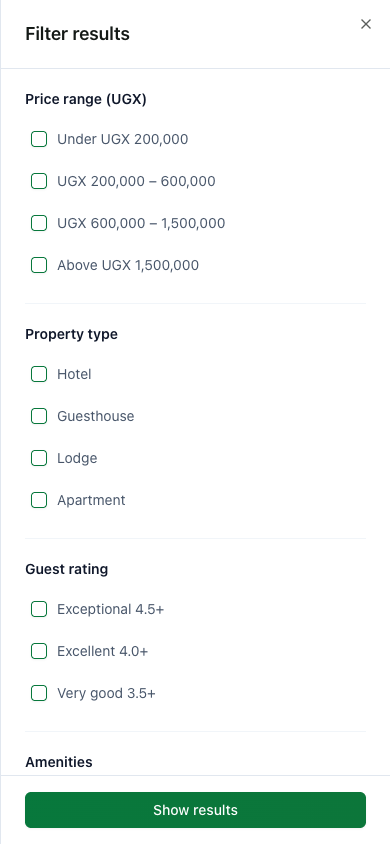 Filter results
Price range (UGX)
Under UGX 200,000
UGX 200,000 – 600,000
UGX 600,000 – 1,500,000
Above UGX 1,500,000
Property type
Hotel
Guesthouse
Lodge
Apartment
Guest rating
Exceptional 4.5+
Excellent 4.0+
Very good 3.5+
Amenities
Show results